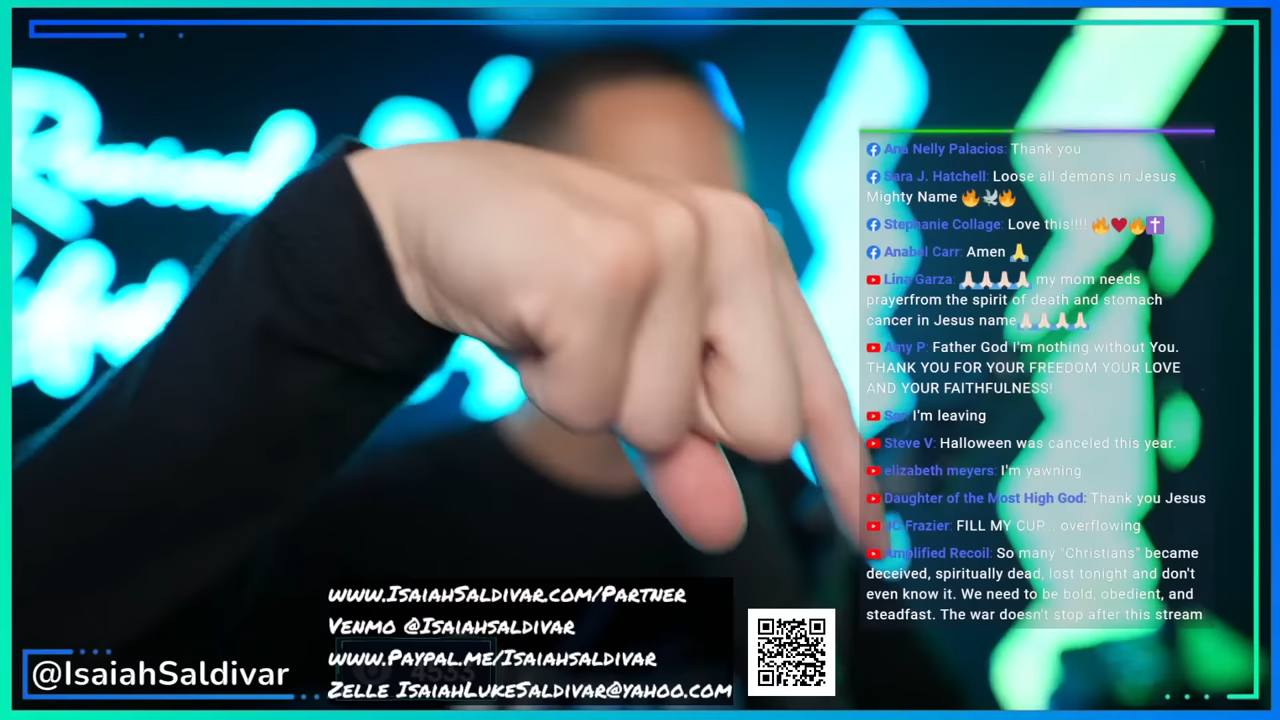 Ana Nelly Palacios: Thank you
Sara J. Hatchell: Loose all demons in Jesus
Mighty Name 🔥🕊️🔥
Stephanie Collage: Love this!!!! 🔥♥️🔥✝️
Anabel Carr: Amen 🙏
Lina Garza: 🙏🏻🙏🏻🙏🏻🙏🏻 my mom needs
prayerfrom the spirit of death and stomach
cancer in Jesus name🙏🏻🙏🏻🙏🏻🙏🏻
Amy P: Father God I'm nothing without You.
THANK YOU FOR YOUR FREEDOM YOUR LOVE
AND YOUR FAITHFULNESS!
I'm leaving
Steve V: Halloween was canceled this year.
elizabeth meyers: I'm yawning
Daughter of the Most High God: Thank you Jesus
JC Frazier: FILL MY CUP .. overflowing
Amplified Recoil: So many "Christians" became
deceived, spiritually dead, lost tonight and don't
even know it. We need to be bold, obedient, and
steadfast. The war doesn't stop after this stream
www.IsaiahSaldivar.com/Partner
Venmo @Isaiahsaldivar
www.Paypal.me/Isaiahsaldivar
Zelle IsaiahLukeSaldivar@yahoo.com
@IsaiahSaldivar